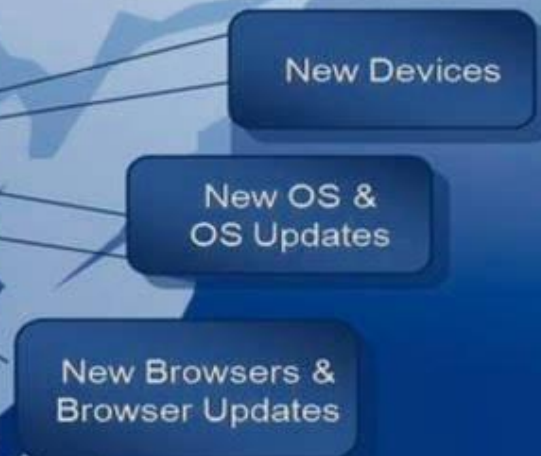 New Devices
New OS &
OS Updates
New Browsers &
Browser Updates